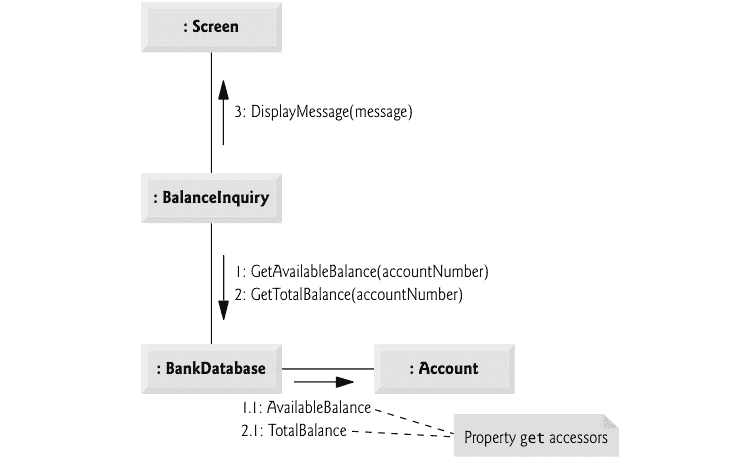 : Screen
3: DisplayMessage(message)
: BalanceInquiry
1: GetAvailableBalance(accountNumber)
2: GetTotalBalance(accountNumber)
: BankDatabase
: Account
1.1: AvailableBalance
2.1: TotalBalance
Property get accessors